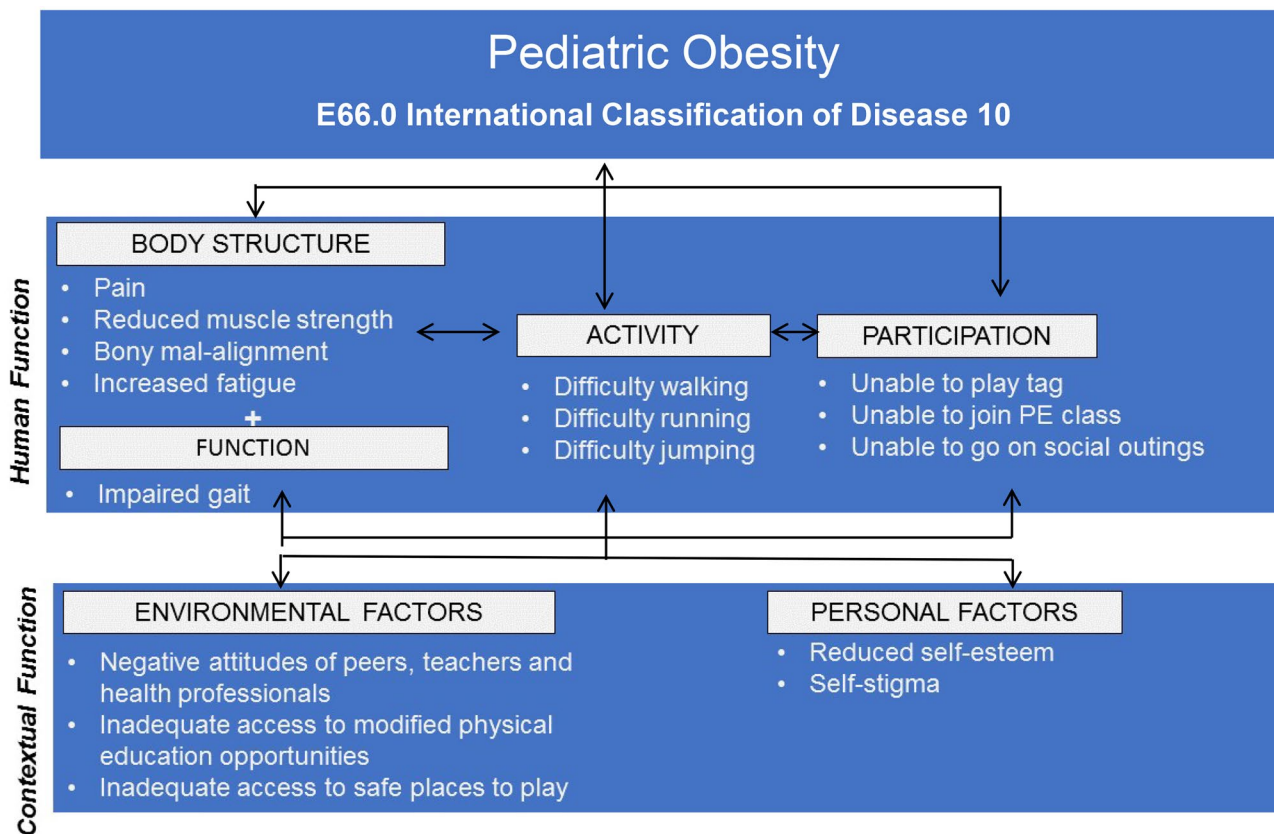 Pediatric Obesity
E66.0 International Classification of Disease 10
Human Function
BODY STRUCTURE
• Pain
• Reduced muscle strength
• Bony mal-alignment
• Increased fatigue
+
FUNCTION
• Impaired gait
ACTIVITY
• Difficulty walking
• Difficulty running
• Difficulty jumping
PARTICIPATION
• Unable to play tag
• Unable to join PE class
• Unable to go on social outings
Contextual Function
ENVIRONMENTAL FACTORS
• Negative attitudes of peers, teachers and
health professionals
• Inadequate access to modified physical
education opportunities
• Inadequate access to safe places to play
PERSONAL FACTORS
• Reduced self-esteem
• Self-stigma